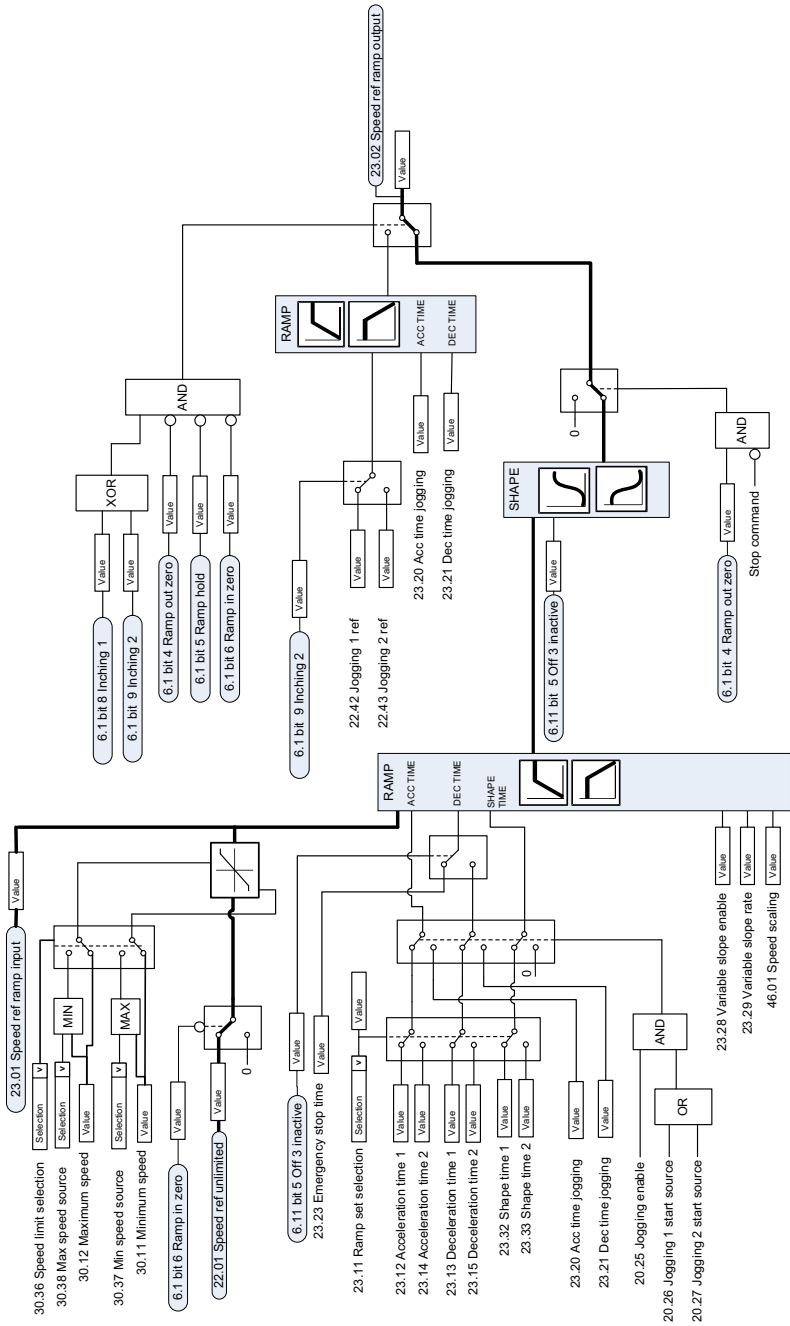 23.01 Speed ref ramp input
Value
30.36 Speed limit selection
Selection v
30.38 Max speed source
Selection v
30.12 Maximum speed
Value
MIN
30.37 Min speed source
Selection v
30.11 Minimum speed
Value
MAX
6.1 bit 6 Ramp in zero
Value
22.01 Speed ref unlimited
Value
0
6.11 bit 5 Off 3 inactive
Value
23.23 Emergency stop time
Value
23.11 Ramp set selection
Selection v
Value
23.12 Acceleration time 1
Value
23.14 Acceleration time 2
Value
23.13 Deceleration time 1
Value
23.15 Deceleration time 2
Value
23.32 Shape time 1
Value
23.33 Shape time 2
Value
0
23.20 Acc time jogging
Value
23.21 Dec time jogging
Value
20.25 Jogging enable
20.26 Jogging 1 start source
20.27 Jogging 2 start source
OR
AND
RAMP
ACC TIME
DEC TIME
SHAPE
TIME
23.28 Variable slope enable
Value
23.29 Variable slope rate
Value
46.01 Speed scaling
Value
6.1 bit 8 Inching 1
Value
6.1 bit 9 Inching 2
Value
XOR
6.1 bit 4 Ramp out zero
Value
6.1 bit 5 Ramp hold
Value
6.1 bit 6 Ramp in zero
Value
AND
6.1 bit 9 Inching 2
Value
22.42 Jogging 1 ref
Value
22.43 Jogging 2 ref
Value
23.20 Acc time jogging
Value
23.21 Dec time jogging
Value
RAMP
ACC TIME
DEC TIME
6.11 bit 5 Off 3 inactive
Value
SHAPE
0
6.1 bit 4 Ramp out zero
Value
Stop command
AND
23.02 Speed ref ramp output
Value